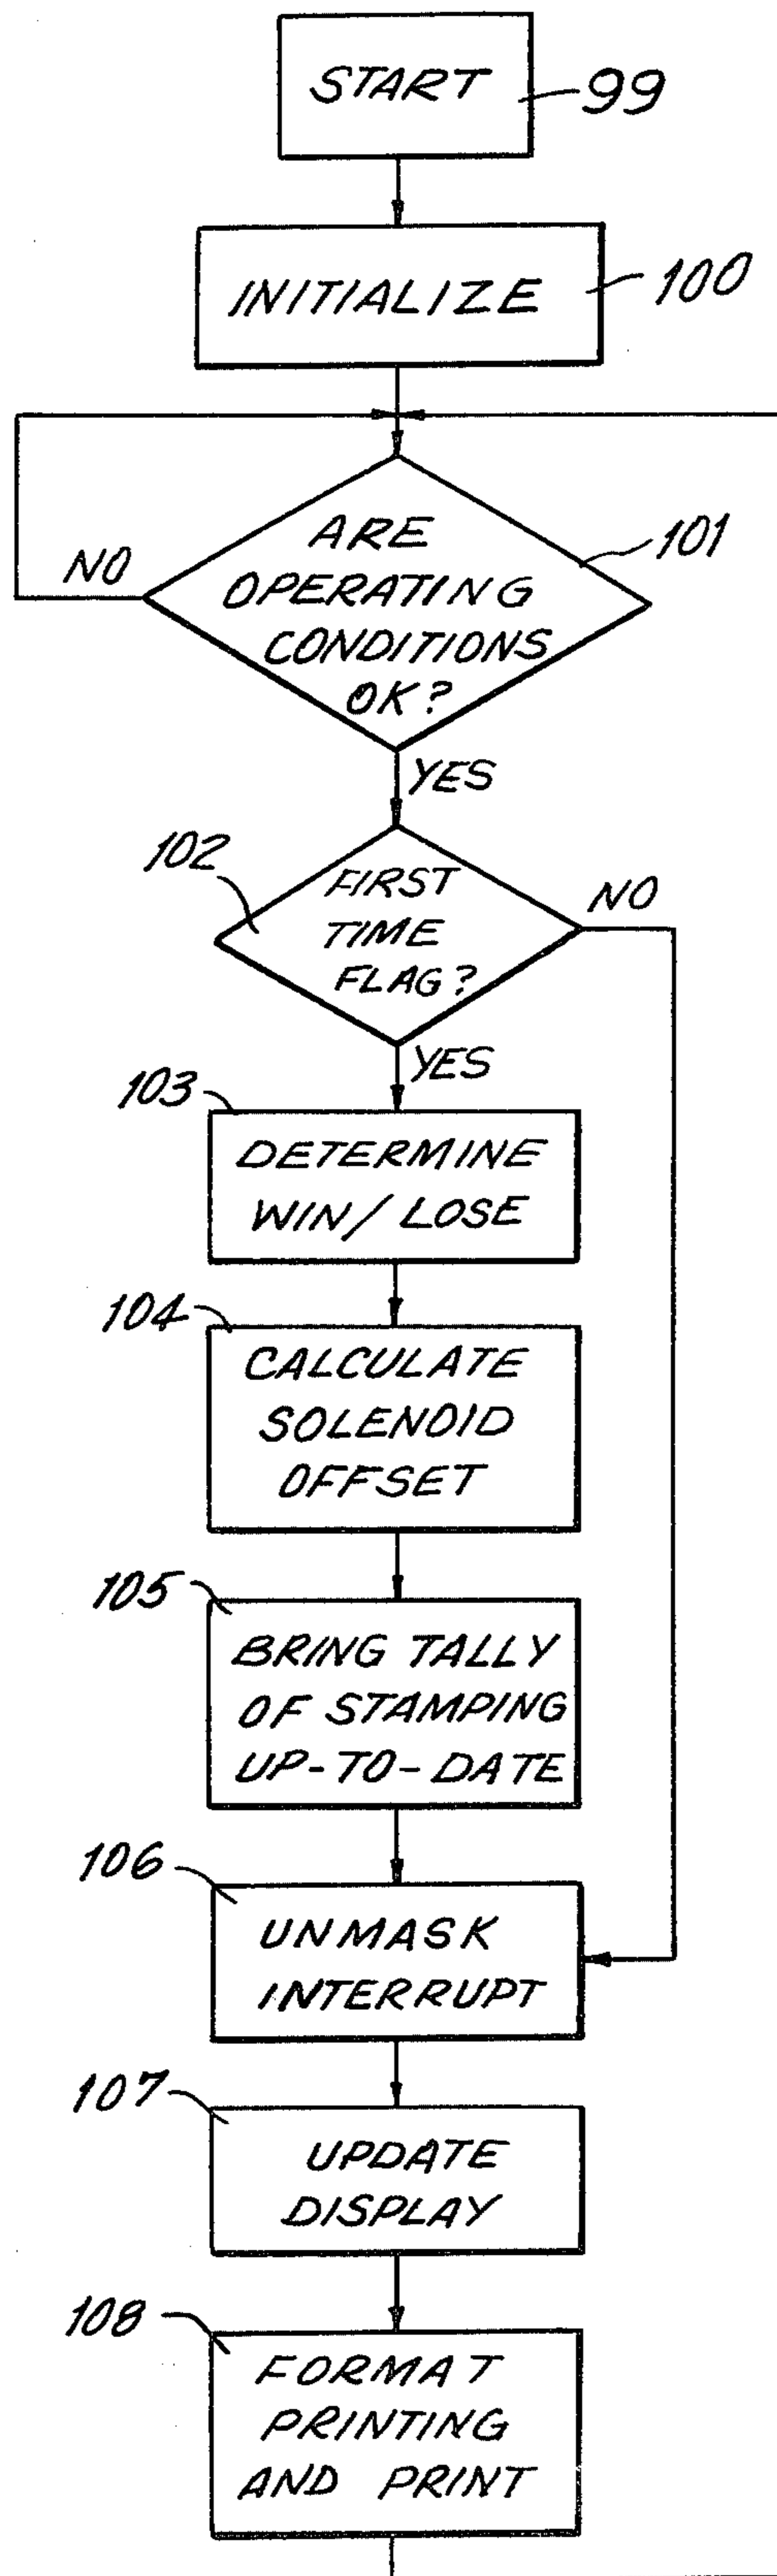 START
99
INITIALIZE
100
ARE
OPERATING
CONDITIONS
OK?
101
NO
YES
102
FIRST
TIME
FLAG?
NO
YES
103
DETERMINE
WIN/LOSE
104
CALCULATE
SOLENOID
OFFSET
105
BRING TALLY
OF STAMPING
UP-TO-DATE
106
UNMASK
INTERRUPT
107
UPDATE
DISPLAY
108
FORMAT
PRINTING
AND PRINT